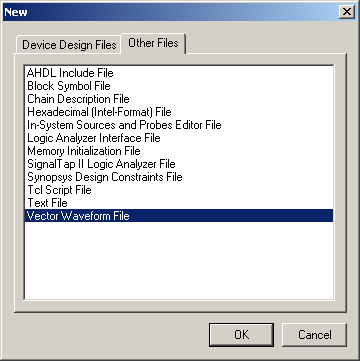 New
Device Design Files
Other Files
AHDL Include File
Block Symbol File
Chain Description File
Hexadecimal (Intel-Format) File
In-System Sources and Probes Editor File
Logic Analyzer Interface File
Memory Initialization File
SignalTap II Logic Analyzer File
Synopsys Design Constraints File
Tcl Script File
Text File
Vector Waveform File
OK
Cancel